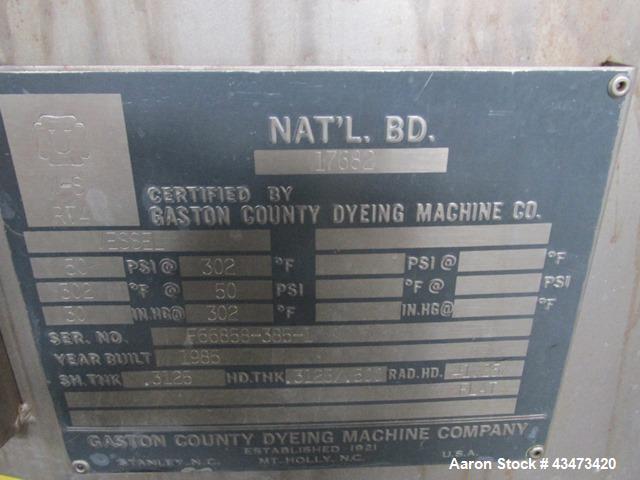 U
NAT'L. BD.
17682
RT4
CERTIFIED BY
GASTON COUNTY DYEING MACHINE CO.
VESSEL
50 PSI @ 302 °F PSI @ °F
302 °F @ 50 PSI °F @ PSI
30 IN.HG@ 302 °F IN.HG@ °F
SER. NO.
YEAR BUILT 1985
SH.THK .3125 HD.THK. RAD.HD.
FLAT
GASTON COUNTY DYEING MACHINE COMPANY
ESTABLISHED 1921
STANLEY, N.C. MT. HOLLY, N.C. U.S.A.
Aaron Stock # 43473420